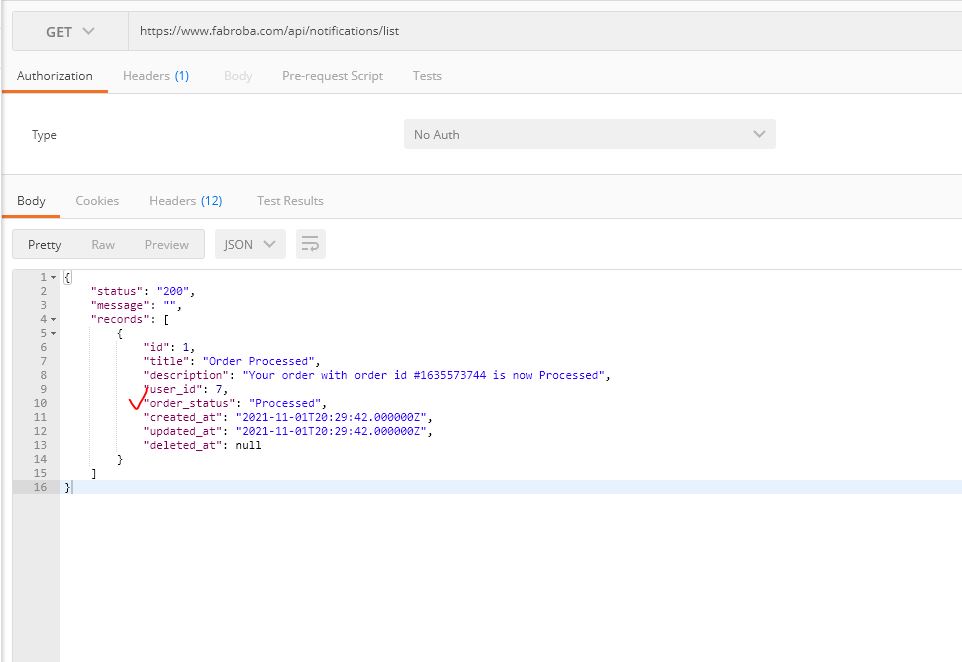 GET https://www.fabroba.com/api/notifications/list
Authorization Headers (1) Body Pre-request Script Tests
Type No Auth
Body Cookies Headers (12) Test Results
Pretty Raw Preview JSON
1 {
2 "status": "200",
3 "message": "",
4 "records": [
5 {
6 "id": 1,
7 "title": "Order Processed",
8 "description": "Your order with order id #1635573744 is now Processed",
9 "user_id": 7,
10 "order_status": "Processed",
11 "created_at": "2021-11-01T20:29:42.000000Z",
12 "updated_at": "2021-11-01T20:29:42.000000Z",
13 "deleted_at": null
14 }
15 ]
16 }